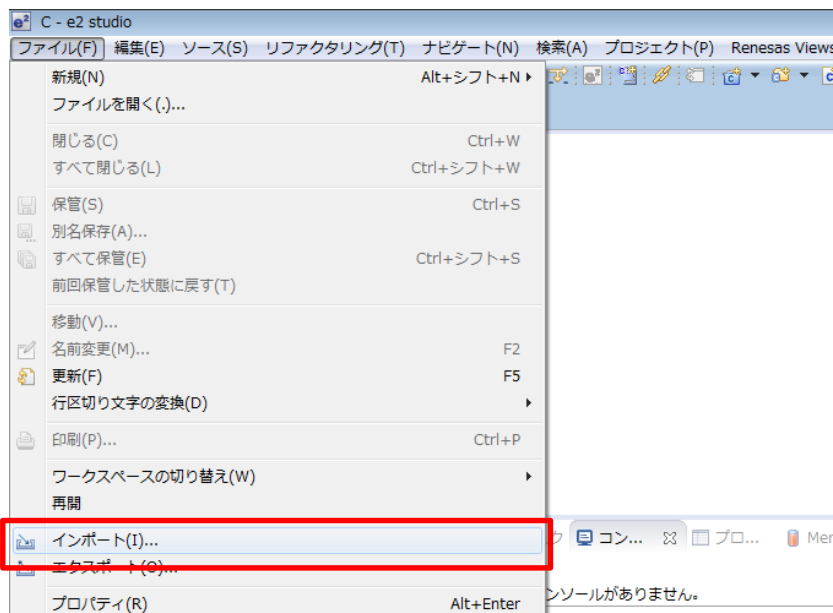 C - e2 studio
ファイル(F) 編集(E) ソース(S) リファクタリング(T) ナビゲート(N) 検索(A) プロジェクト(P) Renesas Views
新規(N) Alt+シフト+N
ファイルを開く(.)...
閉じる(C) Ctrl+W
すべて閉じる(L) Ctrl+シフト+W
保管(S) Ctrl+S
別名保存(A)...
すべて保管(E) Ctrl+シフト+S
前回保管した状態に戻す(T)
移動(V)...
名前変更(M)... F2
更新(F) F5
行区切り文字の変換(D)
印刷(P)... Ctrl+P
ワークスペースの切り替え(W)
再開
インポート(I)...
ク コン... プロ... Mer
エクスポート(O)...
ンソールがありません。
プロパティ(R) Alt+Enter